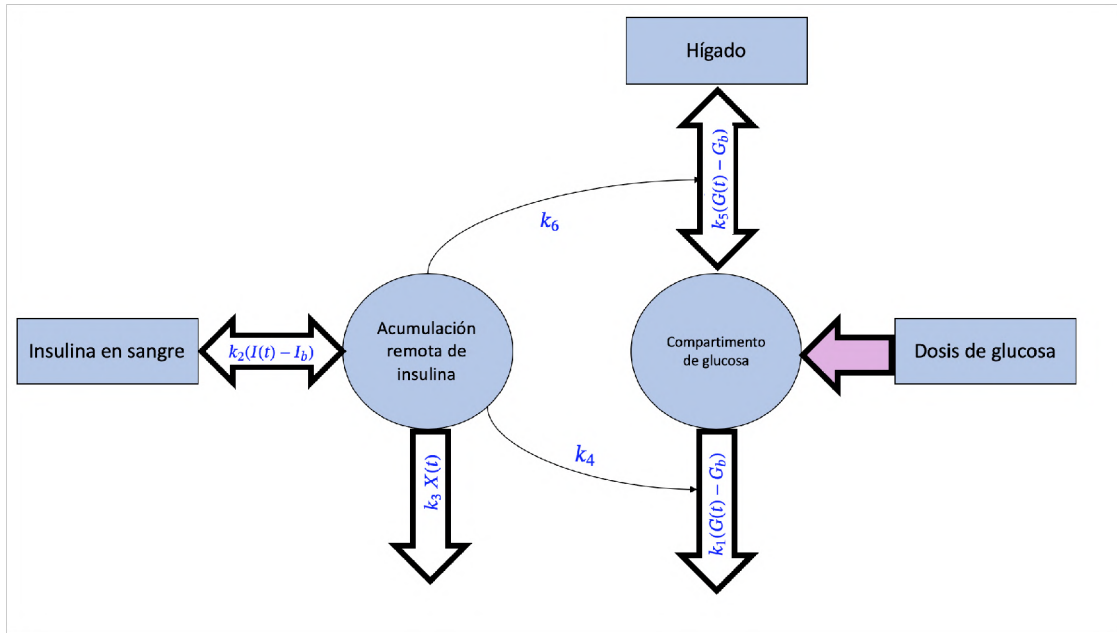 Hígado
k₅(G(t) − G_b)
k₆
Insulina en sangre
k₂(I(t) − I_b)
Acumulación
remota de
insulina
Compartimento
de glucosa
Dosis de glucosa
k₄
k₃ X(t)
k₁(G(t) − G_b)